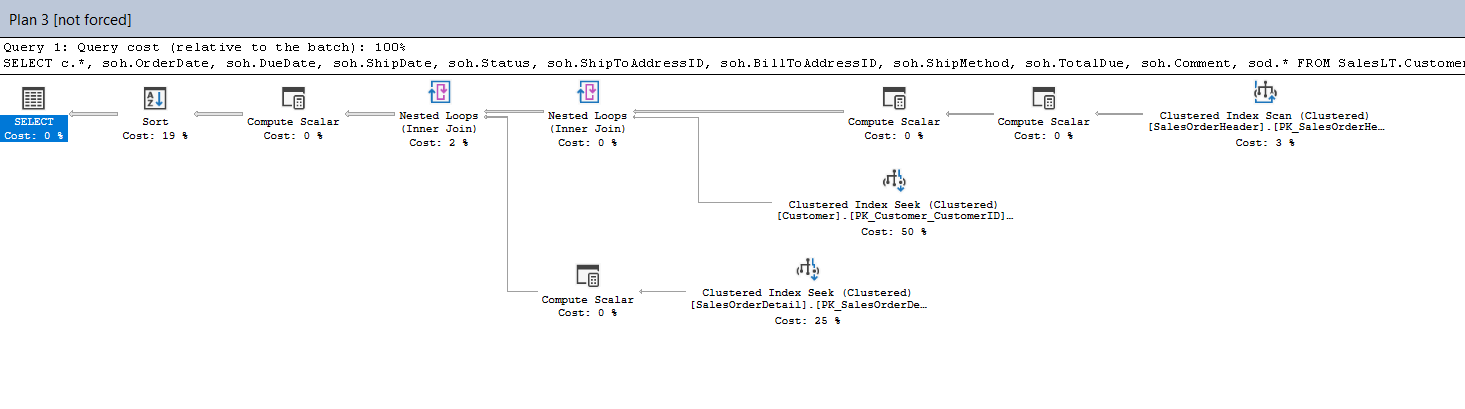 Plan 3 [not forced]
Query 1: Query cost (relative to the batch): 100%
SELECT c.*, soh.OrderDate, soh.DueDate, soh.ShipDate, soh.Status, soh.ShipToAddressID, soh.BillToAddressID, soh.ShipMethod, soh.TotalDue, soh.Comment, sod.* FROM SalesLT.Custome
SELECT
Cost: 0 %
Sort
Cost: 19 %
Compute Scalar
Cost: 0 %
Nested Loops
(Inner Join)
Cost: 2 %
Nested Loops
(Inner Join)
Cost: 0 %
Compute Scalar
Cost: 0 %
Compute Scalar
Cost: 0 %
Clustered Index Scan (Clustered)
[SalesOrderHeader].[PK_SalesOrderHe…
Cost: 3 %
Clustered Index Seek (Clustered)
[Customer].[PK_Customer_CustomerID]…
Cost: 50 %
Compute Scalar
Cost: 0 %
Clustered Index Seek (Clustered)
[SalesOrderDetail].[PK_SalesOrderDe…
Cost: 25 %